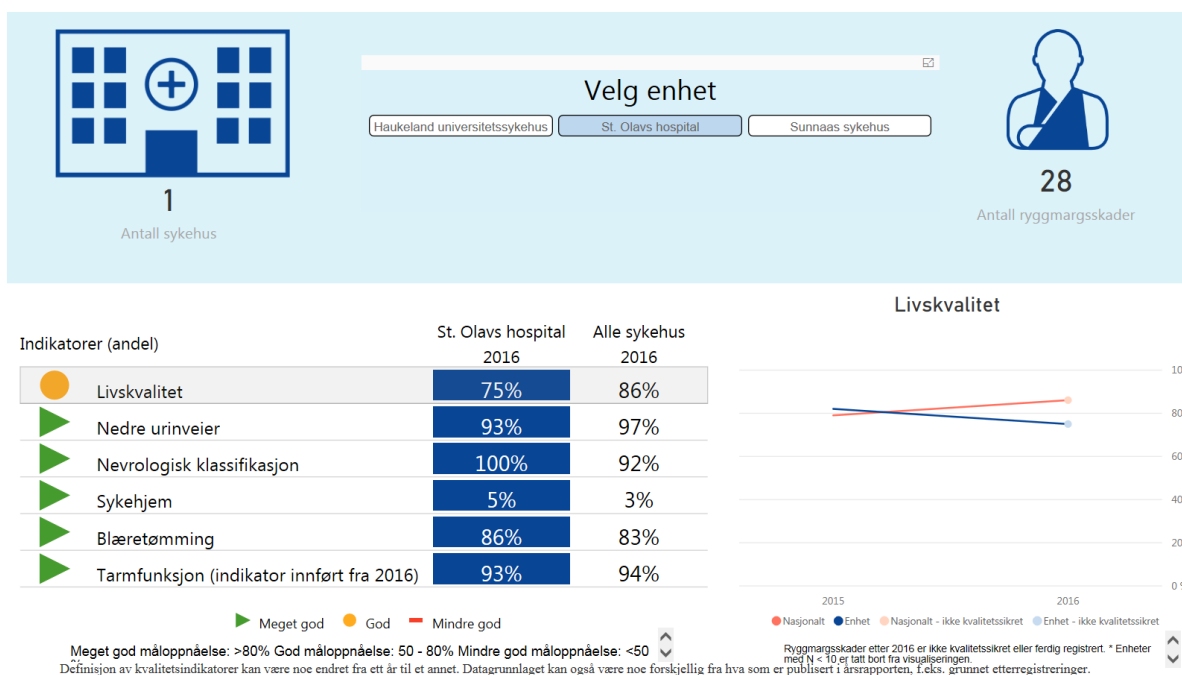 Velg enhet
Haukeland universitetssykehus St. Olavs hospital Sunnaas sykehus
1
Antall sykehus
28
Antall ryggmargsskader
Indikatorer (andel) St. Olavs hospital 2016 Alle sykehus 2016
Livskvalitet 75% 86%
Nedre urinveier 93% 97%
Nevrologisk klassifikasjon 100% 92%
Sykehjem 5% 3%
Blæretømming 86% 83%
Tarmfunksjon (indikator innført fra 2016) 93% 94%
Meget god God Mindre god
Meget god måloppnåelse: >80% God måloppnåelse: 50 - 80% Mindre god måloppnåelse: <50
Livskvalitet
10
80
60
40
20
0 %
2015 2016
Nasjonalt Enhet Nasjonalt - ikke kvalitetssikret Enhet - ikke kvalitetssikret
Ryggmargsskader etter 2016 er ikke kvalitetssikret eller ferdig registrert. * Enheter
med N < 10 er tatt bort fra visualiseringen.
Definisjon av kvalitetsindikatorer kan være noe endret fra ett år til et annet. Datagrunnlaget kan også være noe forskjellig fra hva som er publisert i årsrapporten, f.eks. grunnet etterregistreringer.